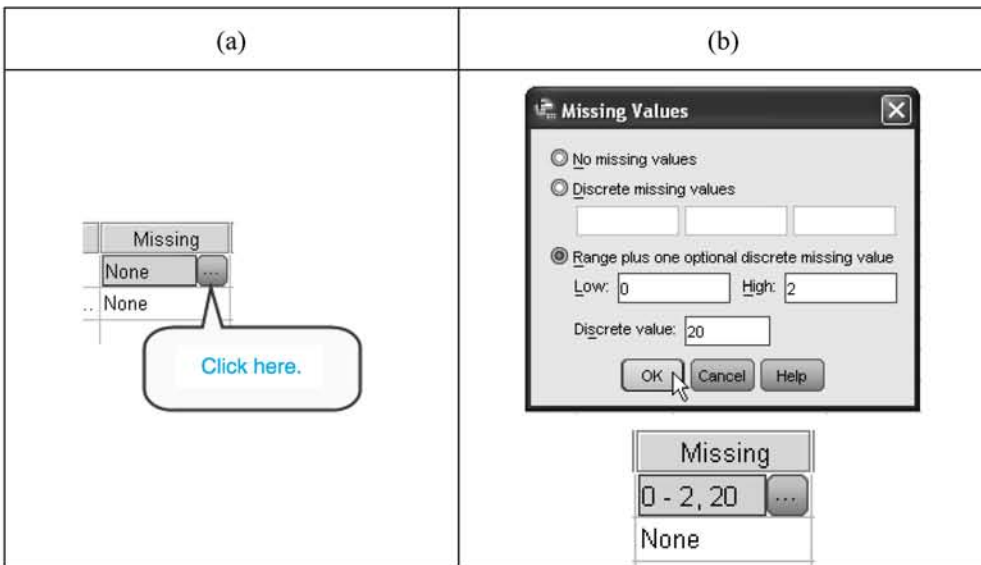 (a)
(b)
Missing
None
...
.. None
Click here.
Missing Values
No missing values
Discrete missing values
Range plus one optional discrete missing value
Low: 0 High: 2
Discrete value: 20
OK Cancel Help
Missing
0 - 2, 20 ...
None